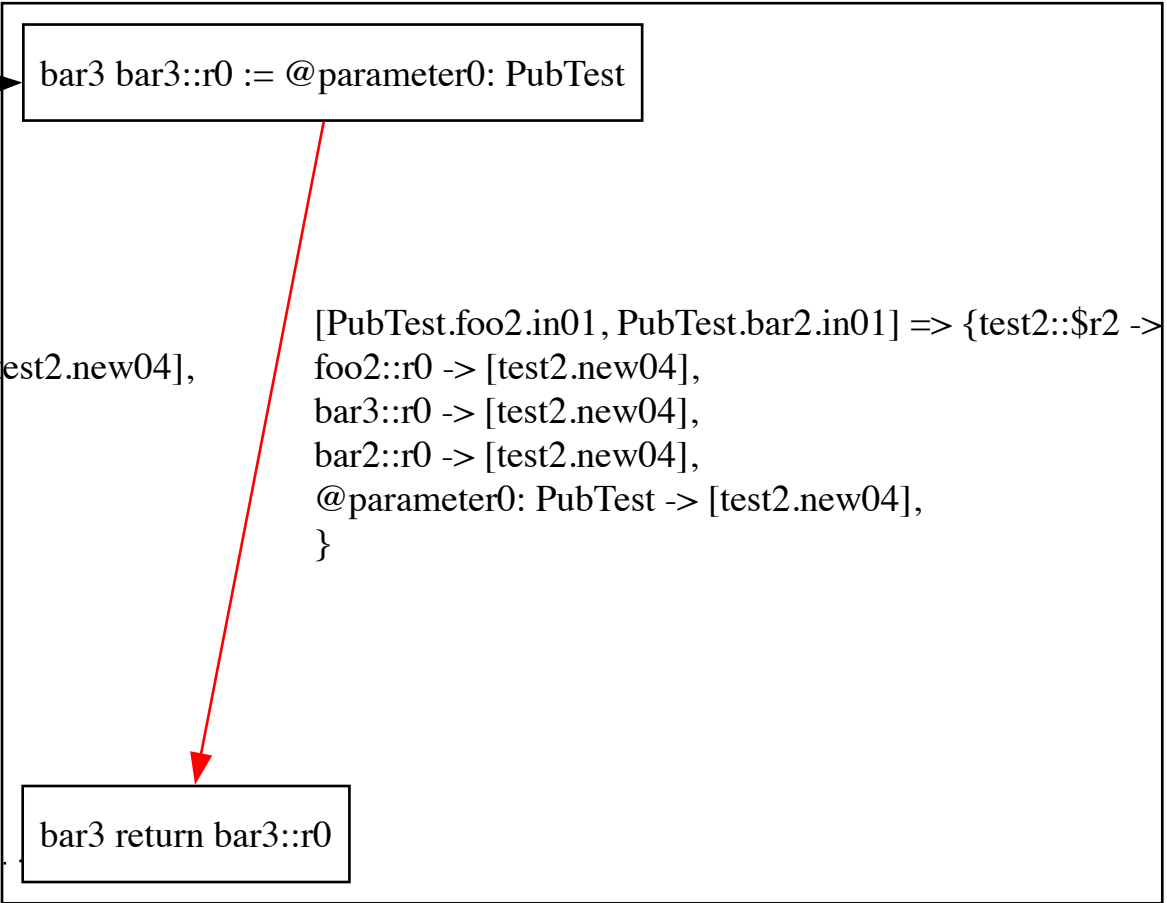 bar3 bar3::r0 := @parameter0: PubTest
[PubTest.foo2.in01, PubTest.bar2.in01] => {test2::$r2 ->
est2.new04],
foo2::r0 -> [test2.new04],
bar3::r0 -> [test2.new04],
bar2::r0 -> [test2.new04],
@parameter0: PubTest -> [test2.new04],
}
bar3 return bar3::r0